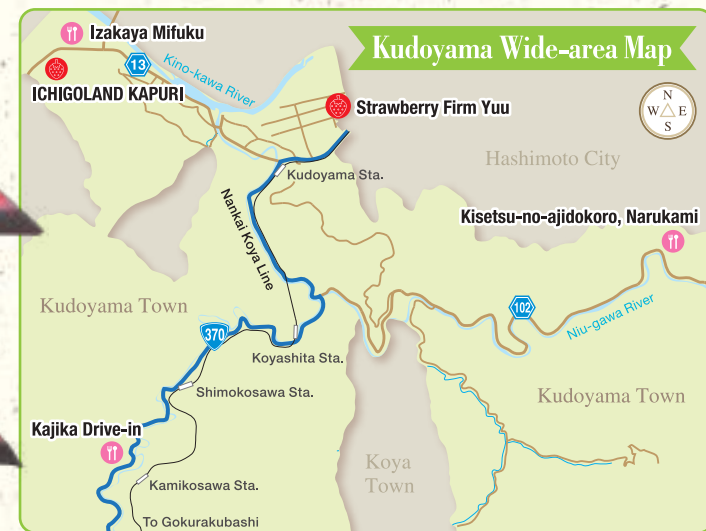 Kudoyama Wide-area Map
Izakaya Mifuku
13
Kino-kawa River
ICHIGOLAND KAPURI
Strawberry Firm Yuu
N
W E
S
Hashimoto City
Kudoyama Sta.
Nankai Koya Line
Kisetsu-no-ajidokoro, Narukami
Kudoyama Town
102
Niu-gawa River
370
Koyashita Sta.
Shimokosawa Sta.
Kudoyama Town
Kajika Drive-in
Koya
Town
Kamikosawa Sta.
To Gokurakubashi